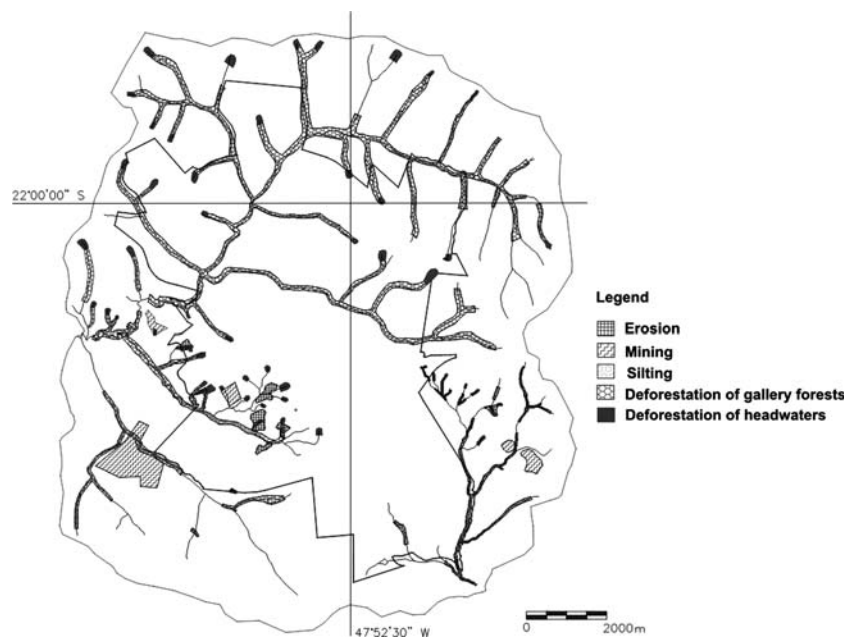 22°00'00" S
Legend
Erosion
Mining
Silting
Deforestation of gallery forests
Deforestation of headwaters
0 2000m
47°52'30" W